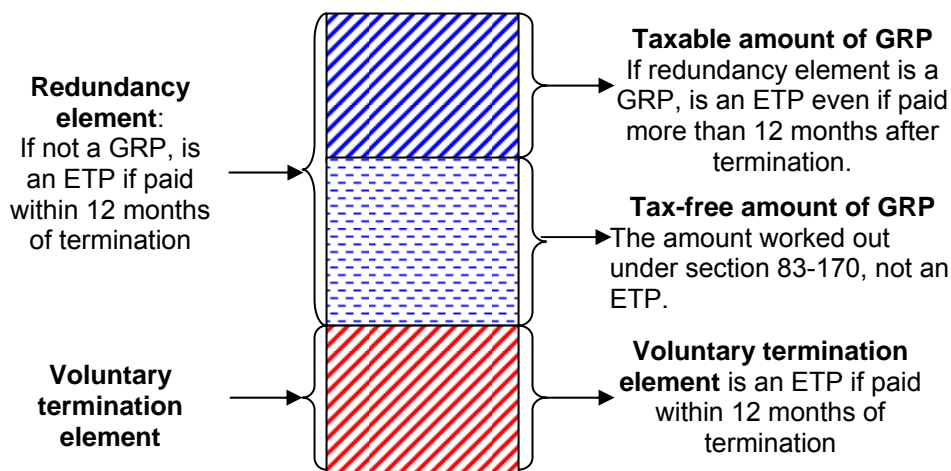 Redundancy
element:
If not a GRP, is
an ETP if paid
within 12 months
of termination
Voluntary
termination
element
Taxable amount of GRP
If redundancy element is a
GRP, is an ETP even if paid
more than 12 months after
termination.
Tax-free amount of GRP
The amount worked out
under section 83-170, not an
ETP.
Voluntary termination
element is an ETP if paid
within 12 months of
termination